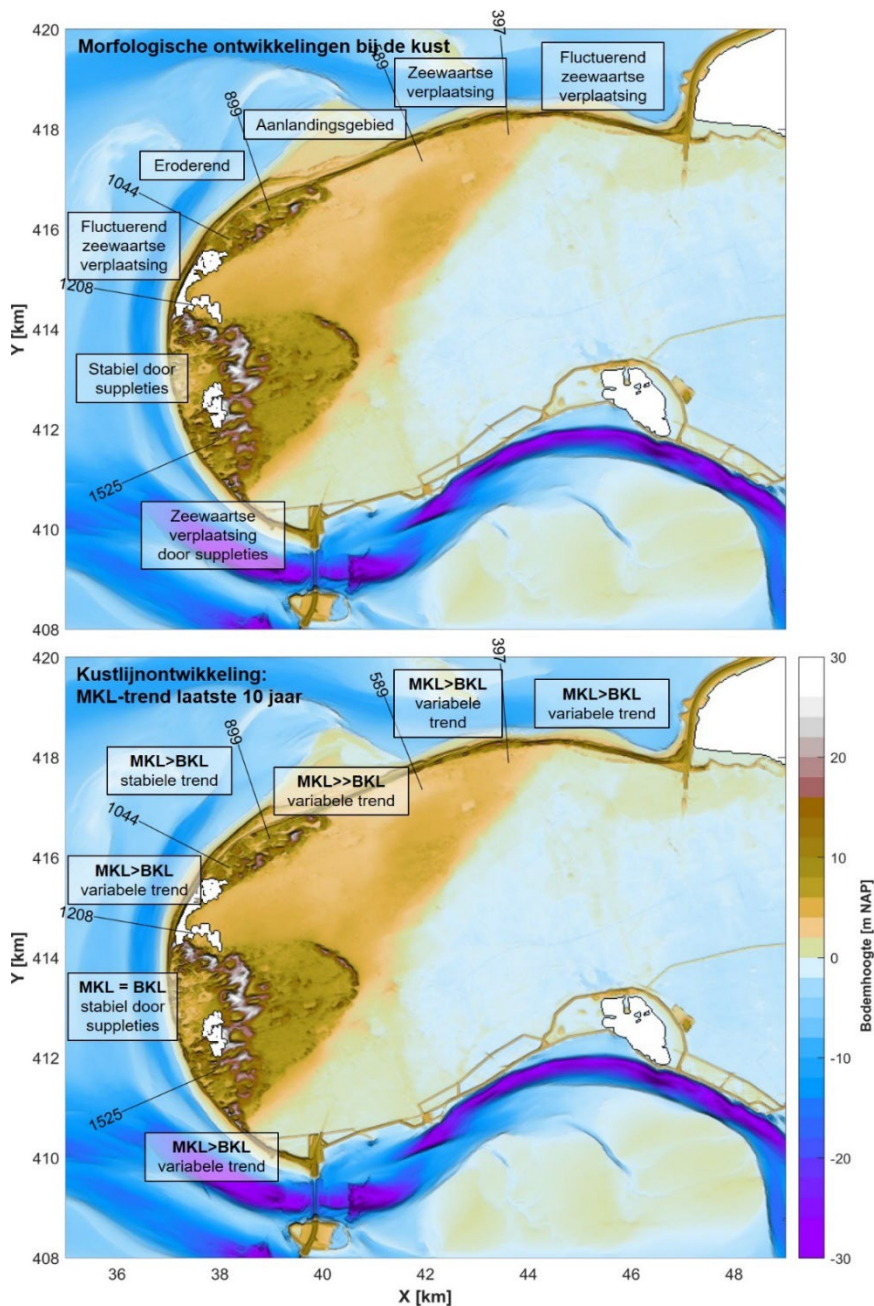 Morfologische ontwikkelingen bij de kust
397
589
Zeewaartse
verplaatsing
Fluctuerend
zeewaartse
verplaatsing
899
Aanlandingsgebied
Eroderend
1044
Fluctuerend
zeewaartse
verplaatsing
1208
Stabiel door
suppleties
1525
Zeewaartse
verplaatsing
door suppleties
420
418
416
414
412
410
408
Y [km]
Kustlijnontwikkeling:
MKL-trend laatste 10 jaar
397
589
MKL>BKL
variabele
trend
MKL>BKL
variabele trend
899
MKL>BKL
stabiele trend
MKL>>BKL
variabele trend
1044
MKL>BKL
variabele trend
1208
MKL = BKL
stabiel door
suppleties
1525
MKL>BKL
variabele trend
420
418
416
414
412
410
408
Y [km]
36
38
40
42
44
46
48
X [km]
30
20
10
0
-10
-20
-30
Bodemhoogte [m NAP]